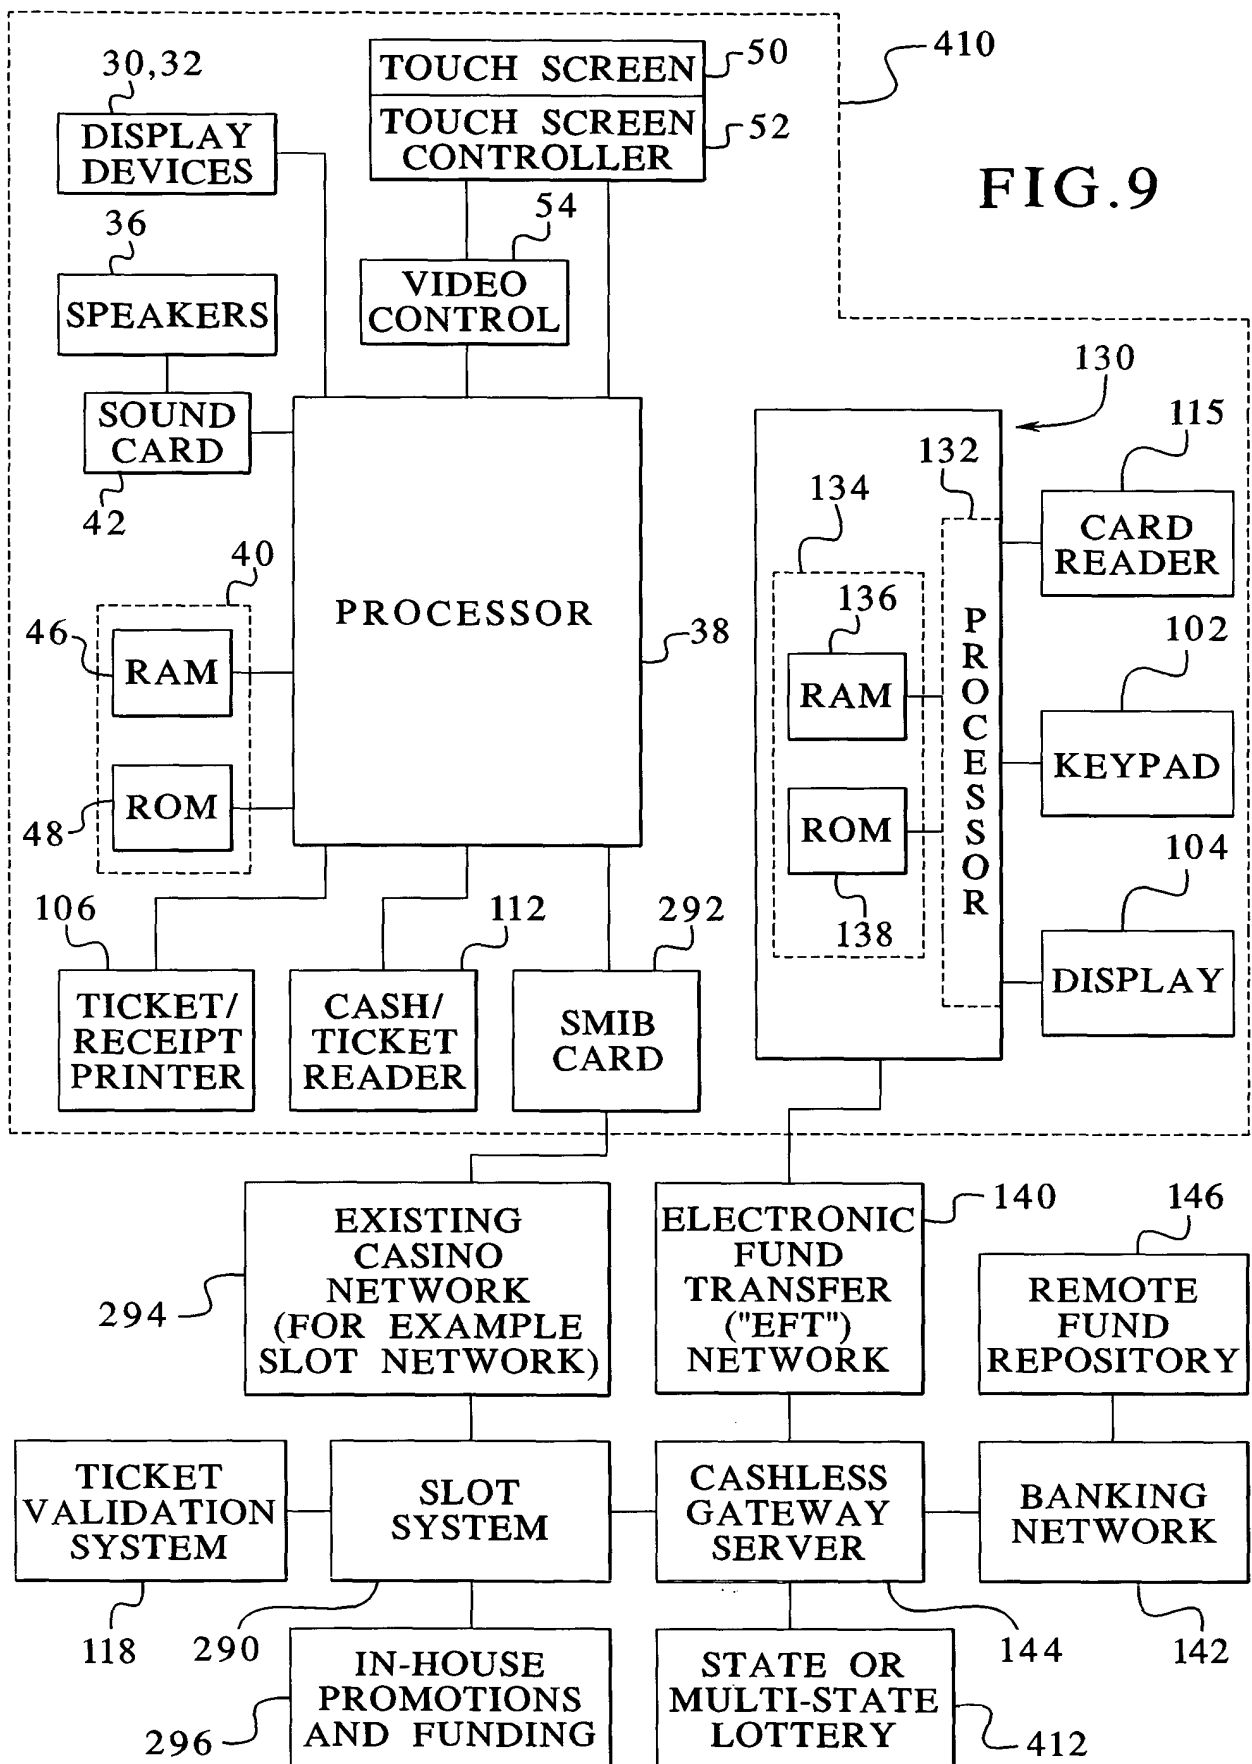 410
30,32
TOUCH SCREEN
50
DISPLAY
DEVICES
TOUCH SCREEN
CONTROLLER
52
FIG.9
36
54
SPEAKERS
VIDEO
CONTROL
130
SOUND
CARD
42
115
132
134
CARD
READER
40
46
RAM
PROCESSOR
38
136
RAM
PROCESSOR
102
KEYPAD
48
ROM
ROM
138
104
DISPLAY
106
112
292
TICKET/
RECEIPT
PRINTER
CASH/
TICKET
READER
SMIB
CARD
EXISTING
CASINO
NETWORK
(FOR EXAMPLE
SLOT NETWORK)
294
ELECTRONIC
FUND
TRANSFER
("EFT")
NETWORK
140
146
REMOTE
FUND
REPOSITORY
TICKET
VALIDATION
SYSTEM
SLOT
SYSTEM
CASHLESS
GATEWAY
SERVER
BANKING
NETWORK
118
290
144
142
IN-HOUSE
PROMOTIONS
AND FUNDING
296
STATE OR
MULTI-STATE
LOTTERY
412